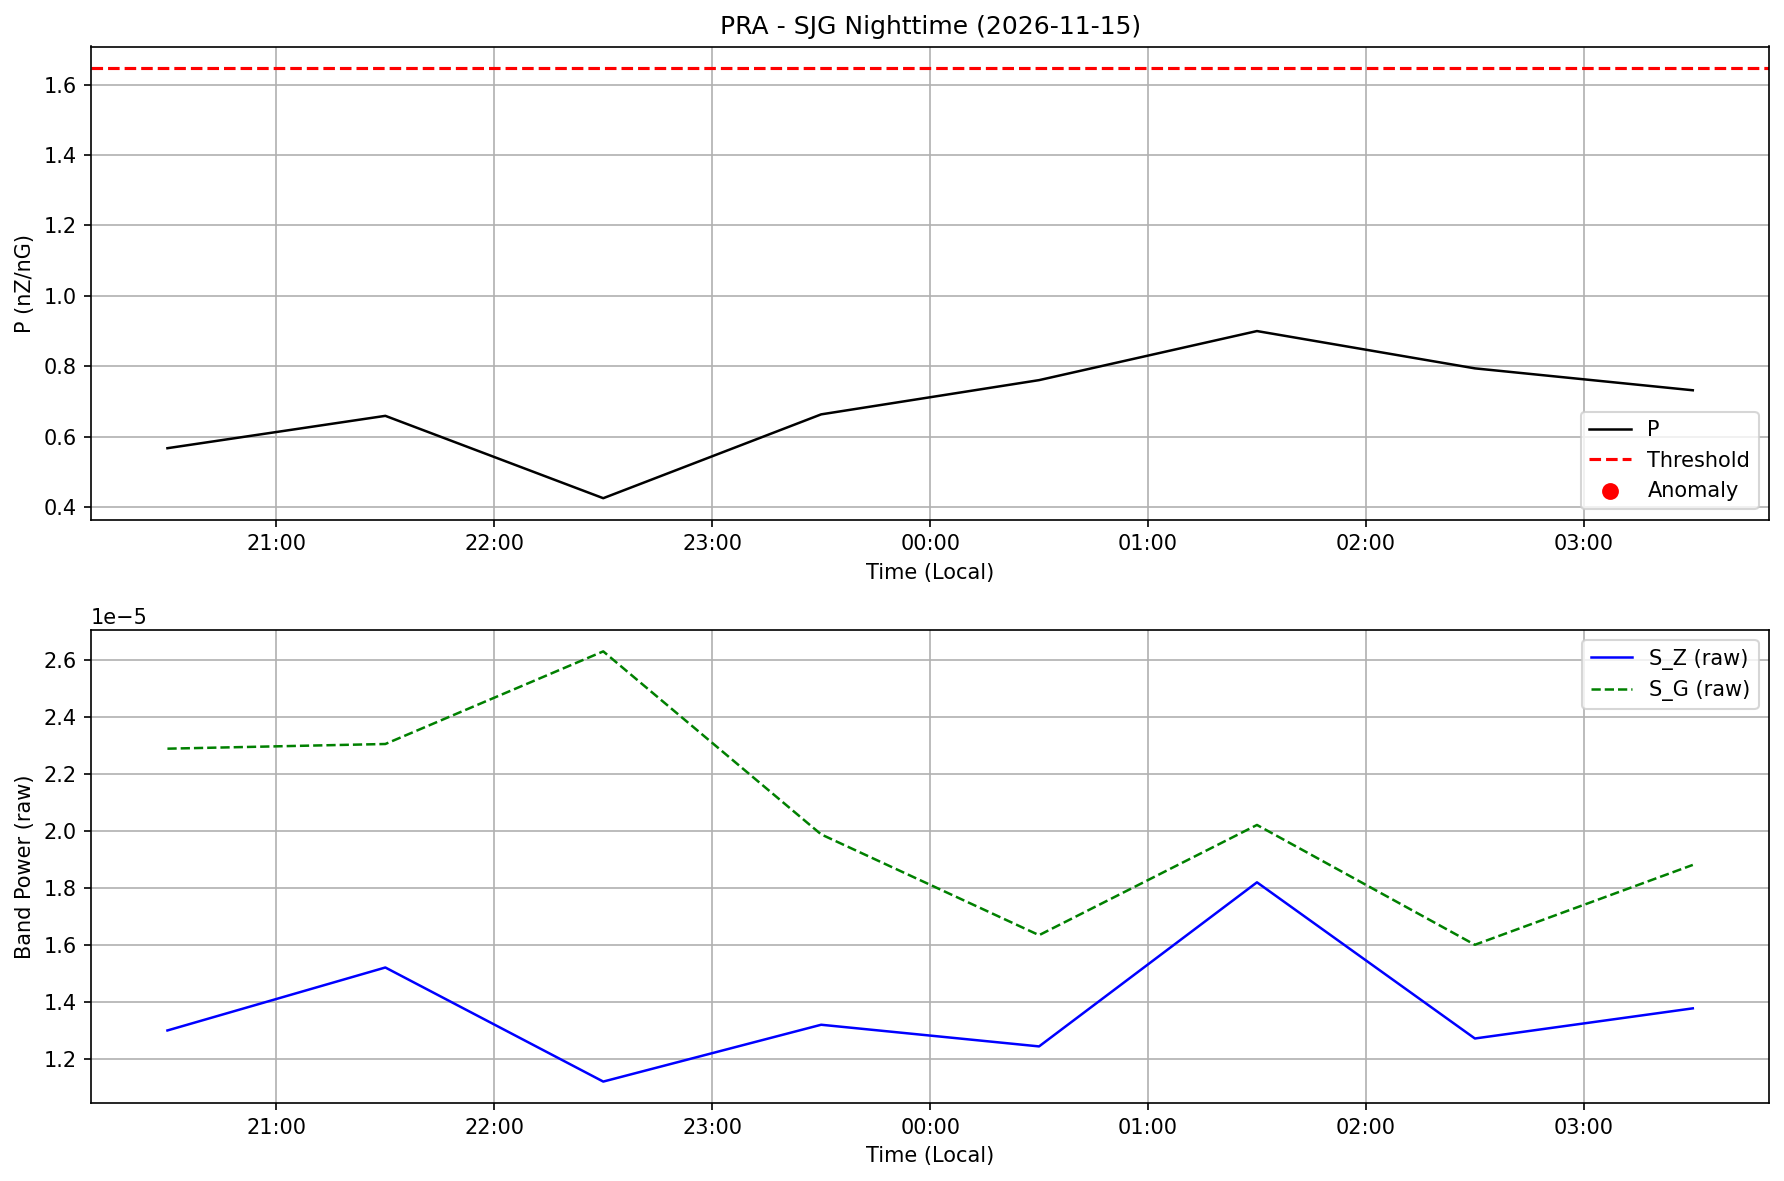 PRA - SJG Nighttime (2026-11-15)
P (nZ/nG)
1.6
1.4
1.2
1.0
0.8
0.6
0.4
P
Threshold
Anomaly
21:00 22:00 23:00 00:00 01:00 02:00 03:00
Time (Local)
1e−5
Band Power (raw)
2.6
2.4
2.2
2.0
1.8
1.6
1.4
1.2
S_Z (raw)
S_G (raw)
21:00 22:00 23:00 00:00 01:00 02:00 03:00
Time (Local)